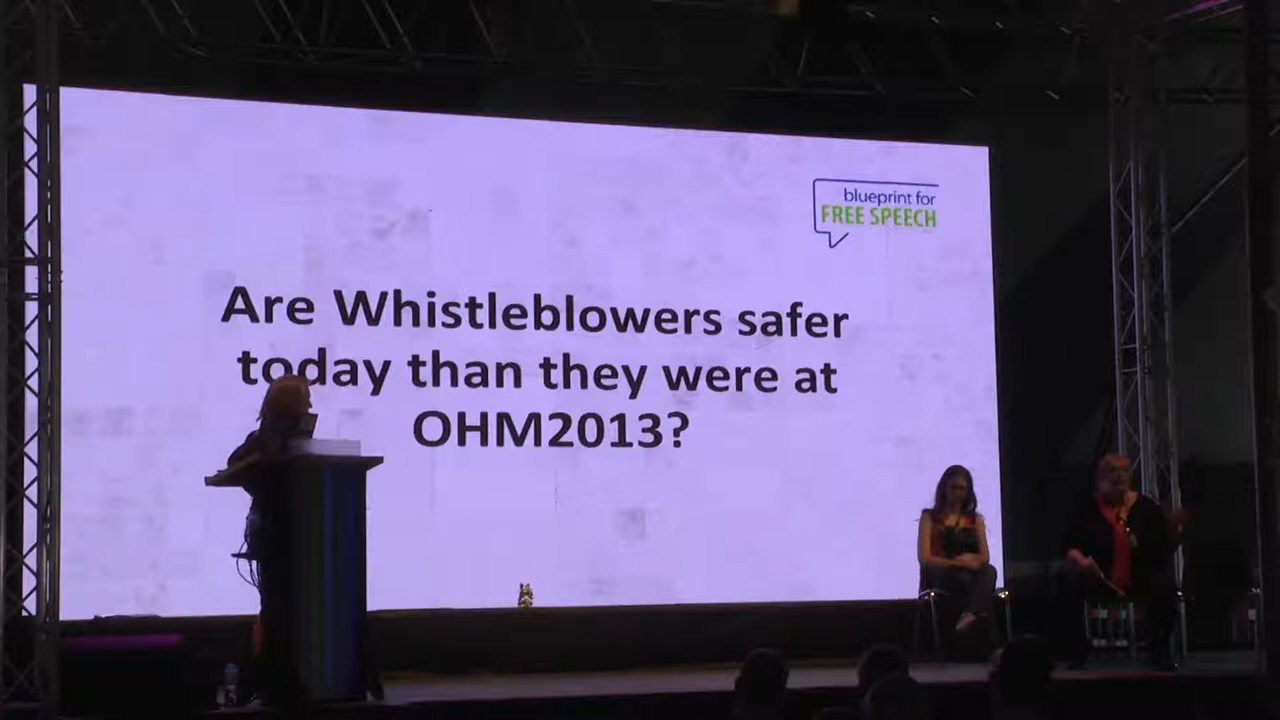 blueprint for
FREE SPEECH
Are Whistleblowers safer
today than they were at
OHM2013?